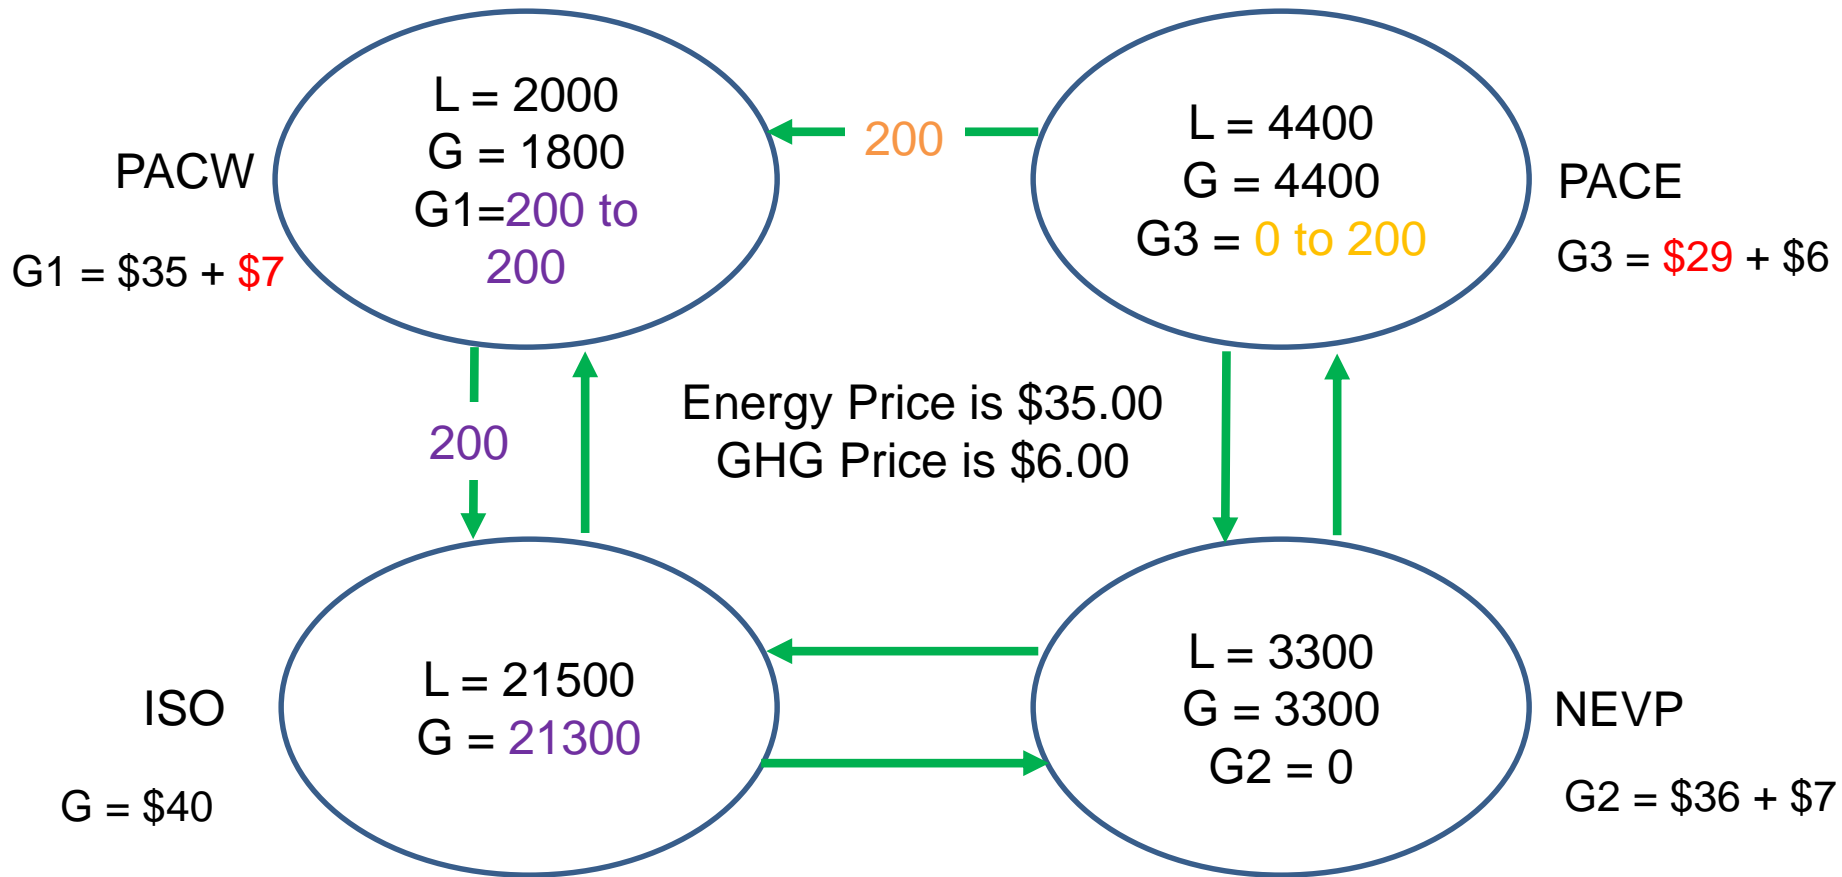 PACW
L = 2000
G = 1800
G1=200 to
200
G1 = $35 + $7
200
L = 4400
G = 4400
G3 = 0 to 200
PACE
G3 = $29 + $6
200
Energy Price is $35.00
GHG Price is $6.00
ISO
L = 21500
G = 21300
G = $40
L = 3300
G = 3300
G2 = 0
NEVP
G2 = $36 + $7